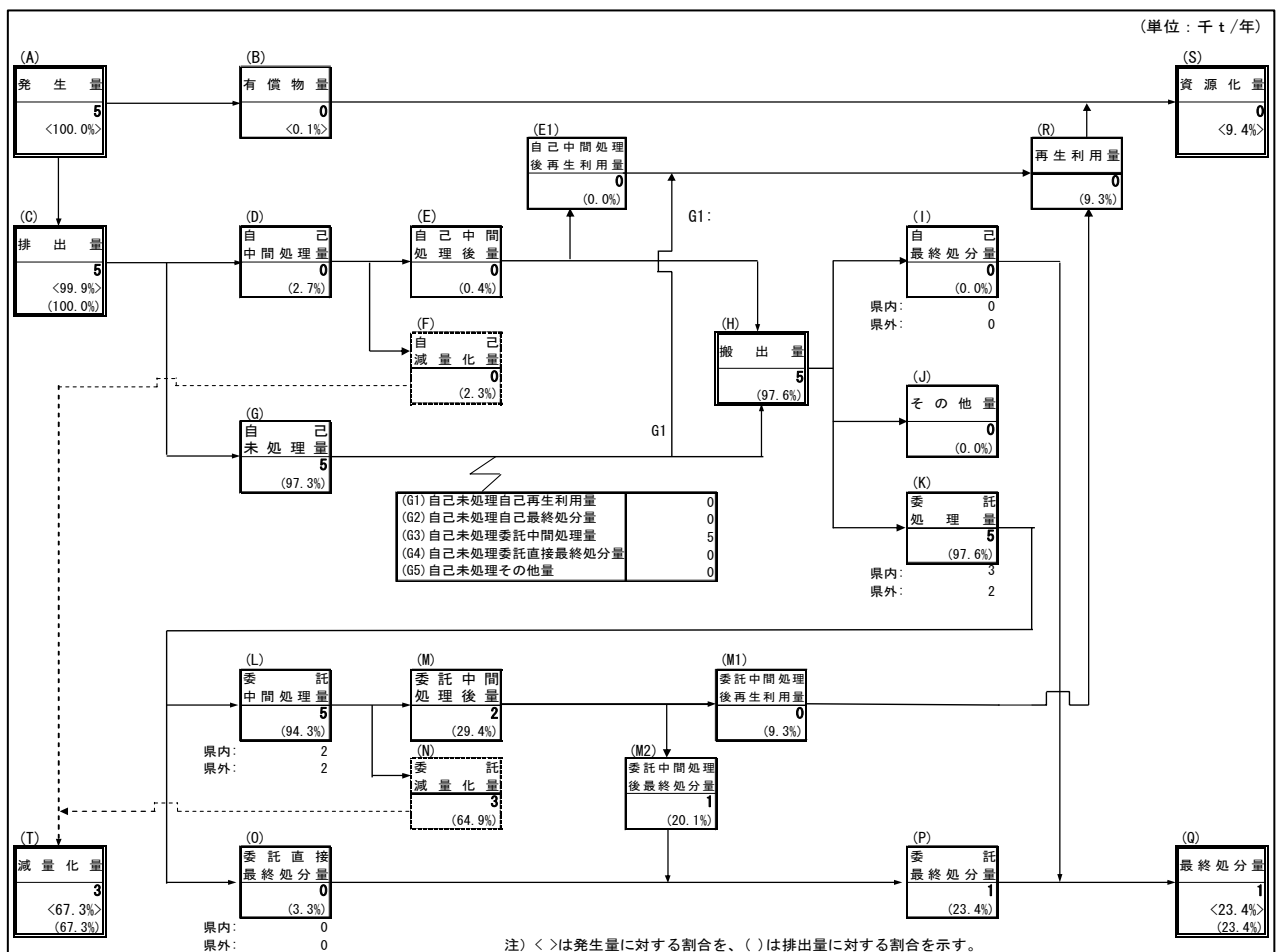 (単位：千ｔ/年)
(A)
発生量
5
<100.0%>
(B)
有償物量
0
<0.1%>
(S)
資源化量
0
<9.4%>
(E1)
自己中間処理
後再生利用量
0
(0.0%)
(R)
再生利用量
0
(9.3%)
G1:
(C)
排出量
5
<99.9%>
(100.0%)
(D)
自己
中間処理量
0
(2.7%)
(E)
自己中間
処理後量
0
(0.4%)
(I)
自己
最終処分量
0
(0.0%)
県内: 0
県外: 0
(F)
自己
減量化量
0
(2.3%)
(H)
搬出量
5
(97.6%)
(J)
その他量
0
(0.0%)
(G)
自己
未処理量
5
(97.3%)
G1
(G1)自己未処理自己再生利用量 0
(G2)自己未処理自己最終処分量 0
(G3)自己未処理委託中間処理量 5
(G4)自己未処理委託直接最終処分量 0
(G5)自己未処理その他量 0
(K)
委託
処理量
5
(97.6%)
県内: 3
県外: 2
(L)
委託
中間処理量
5
(94.3%)
県内: 2
県外: 2
(M)
委託中間
処理後量
2
(29.4%)
(M1)
委託中間処理
後再生利用量
0
(9.3%)
(N)
委託
減量化量
3
(64.9%)
(M2)
委託中間処理
後最終処分量
1
(20.1%)
(T)
減量化量
3
<67.3%>
(67.3%)
(O)
委託直接
最終処分量
0
(3.3%)
県内: 0
県外: 0
(P)
委託
最終処分量
1
(23.4%)
(Q)
最終処分量
1
<23.4%>
(23.4%)
注）< >は発生量に対する割合を、( )は排出量に対する割合を示す。